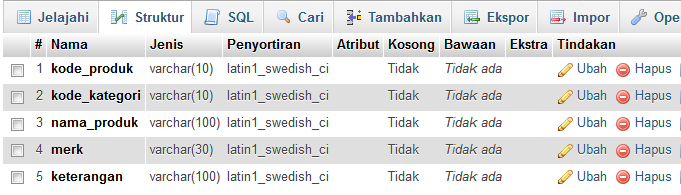 Jelajahi Struktur SQL Cari Tambahkan Ekspor Impor Ope
# Nama Jenis Penyortiran Atribut Kosong Bawaan Ekstra Tindakan
1 kode_produk varchar(10) latin1_swedish_ci Tidak Tidak ada Ubah Hapus
2 kode_kategori varchar(10) latin1_swedish_ci Tidak Tidak ada Ubah Hapus
3 nama_produk varchar(100) latin1_swedish_ci Tidak Tidak ada Ubah Hapus
4 merk varchar(30) latin1_swedish_ci Tidak Tidak ada Ubah Hapus
5 keterangan varchar(100) latin1_swedish_ci Tidak Tidak ada Ubah Hapus